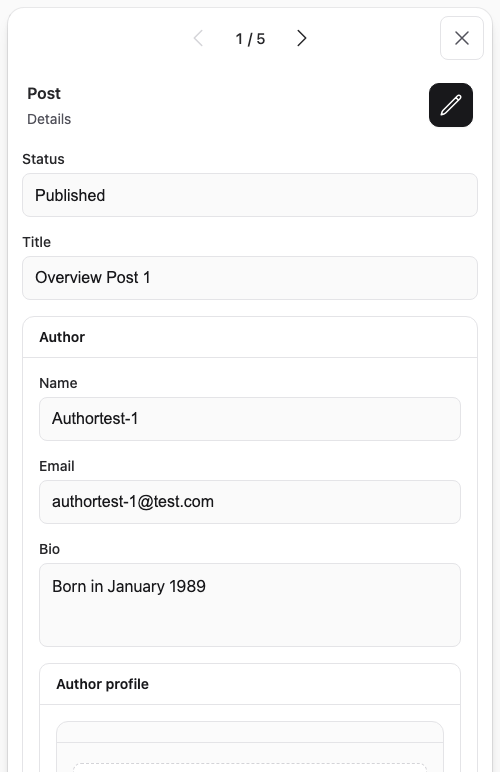 1 / 5
Post
Details
Status
Published
Title
Overview Post 1
Author
Name
Authortest-1
Email
authortest-1@test.com
Bio
Born in January 1989
Author profile